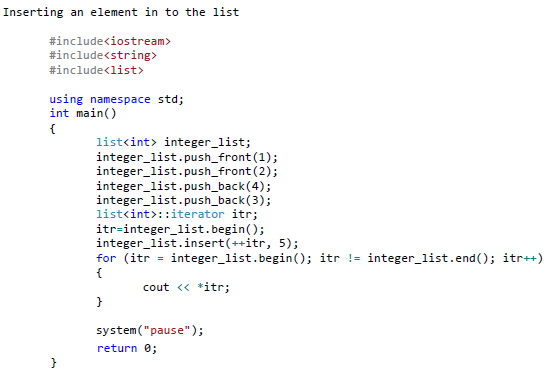 Inserting an element in to the list
#include<iostream>
#include<string>
#include<list>
using namespace std;
int main()
{
list<int> integer_list;
integer_list.push_front(1);
integer_list.push_front(2);
integer_list.push_back(4);
integer_list.push_back(3);
list<int>::iterator itr;
itr=integer_list.begin();
integer_list.insert(++itr, 5);
for (itr = integer_list.begin(); itr != integer_list.end(); itr++)
{
cout << *itr;
}
system("pause");
return 0;
}